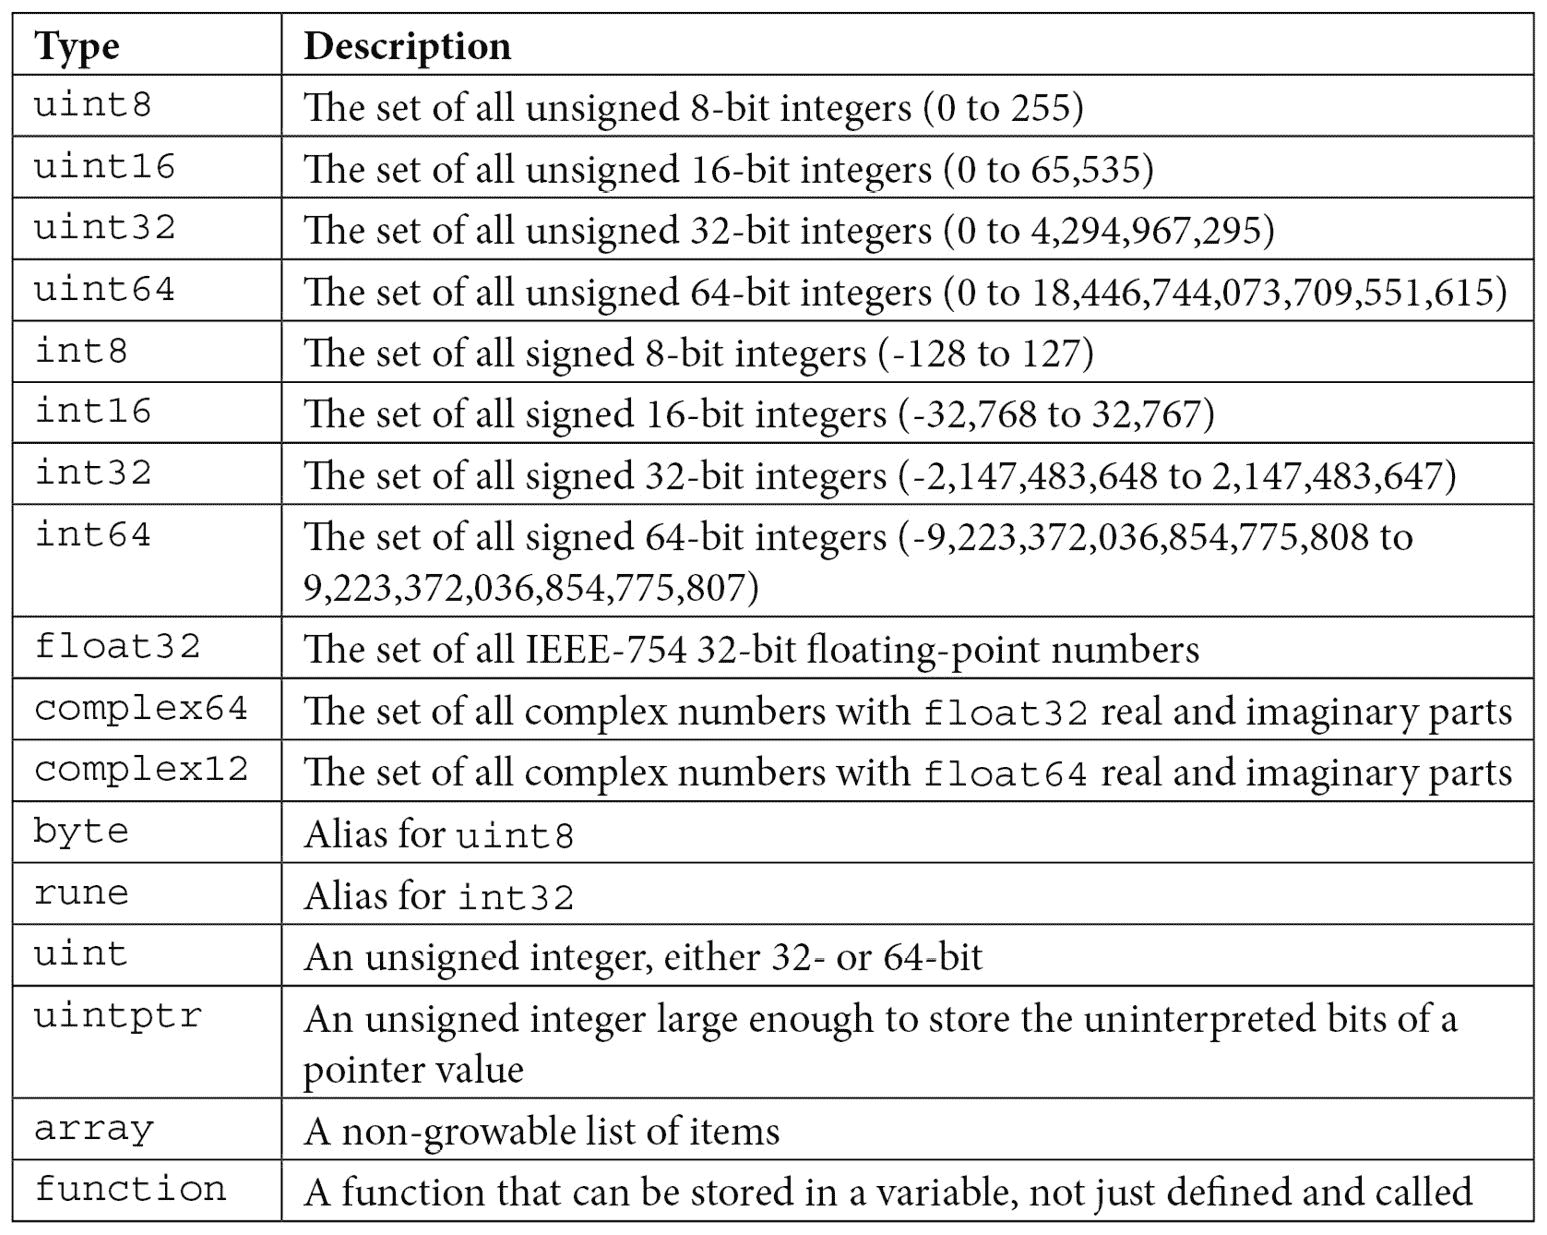 Type Description
uint8 The set of all unsigned 8-bit integers (0 to 255)
uint16 The set of all unsigned 16-bit integers (0 to 65,535)
uint32 The set of all unsigned 32-bit integers (0 to 4,294,967,295)
uint64 The set of all unsigned 64-bit integers (0 to 18,446,744,073,709,551,615)
int8 The set of all signed 8-bit integers (-128 to 127)
int16 The set of all signed 16-bit integers (-32,768 to 32,767)
int32 The set of all signed 32-bit integers (-2,147,483,648 to 2,147,483,647)
int64 The set of all signed 64-bit integers (-9,223,372,036,854,775,808 to
9,223,372,036,854,775,807)
float32 The set of all IEEE-754 32-bit floating-point numbers
complex64 The set of all complex numbers with float32 real and imaginary parts
complex12 The set of all complex numbers with float64 real and imaginary parts
byte Alias for uint8
rune Alias for int32
uint An unsigned integer, either 32- or 64-bit
uintptr An unsigned integer large enough to store the uninterpreted bits of a
pointer value
array A non-growable list of items
function A function that can be stored in a variable, not just defined and called